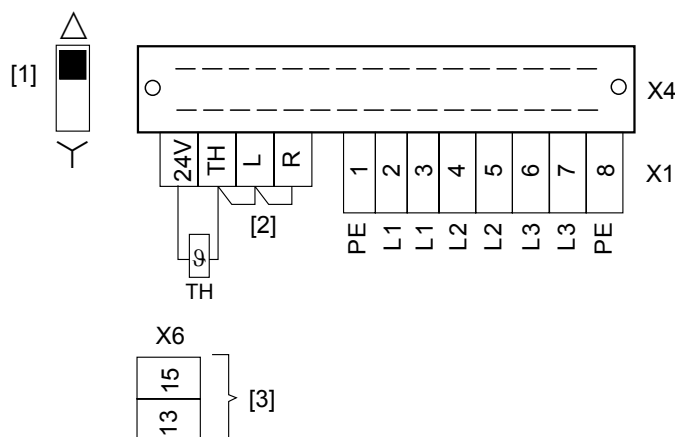 [1]
X4
24V TH L R 1 2 3 4 5 6 7 8 X1
[2]
PE L1 L1 L2 L2 L3 L3 PE
ϑ
TH
X6
15
[3]
13